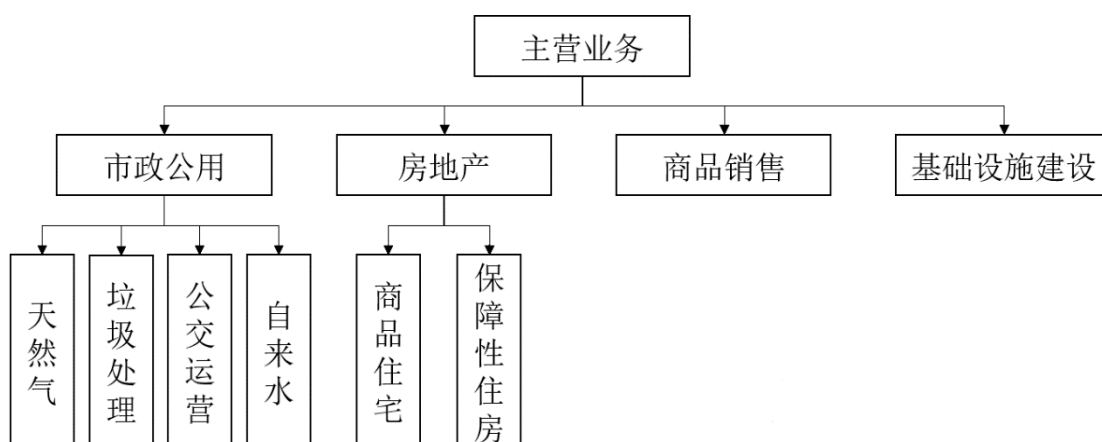 主营业务
市政公用
房地产
商品销售
基础设施建设
天然气
垃圾处理
公交运营
自来水
商品住宅
保障性住房